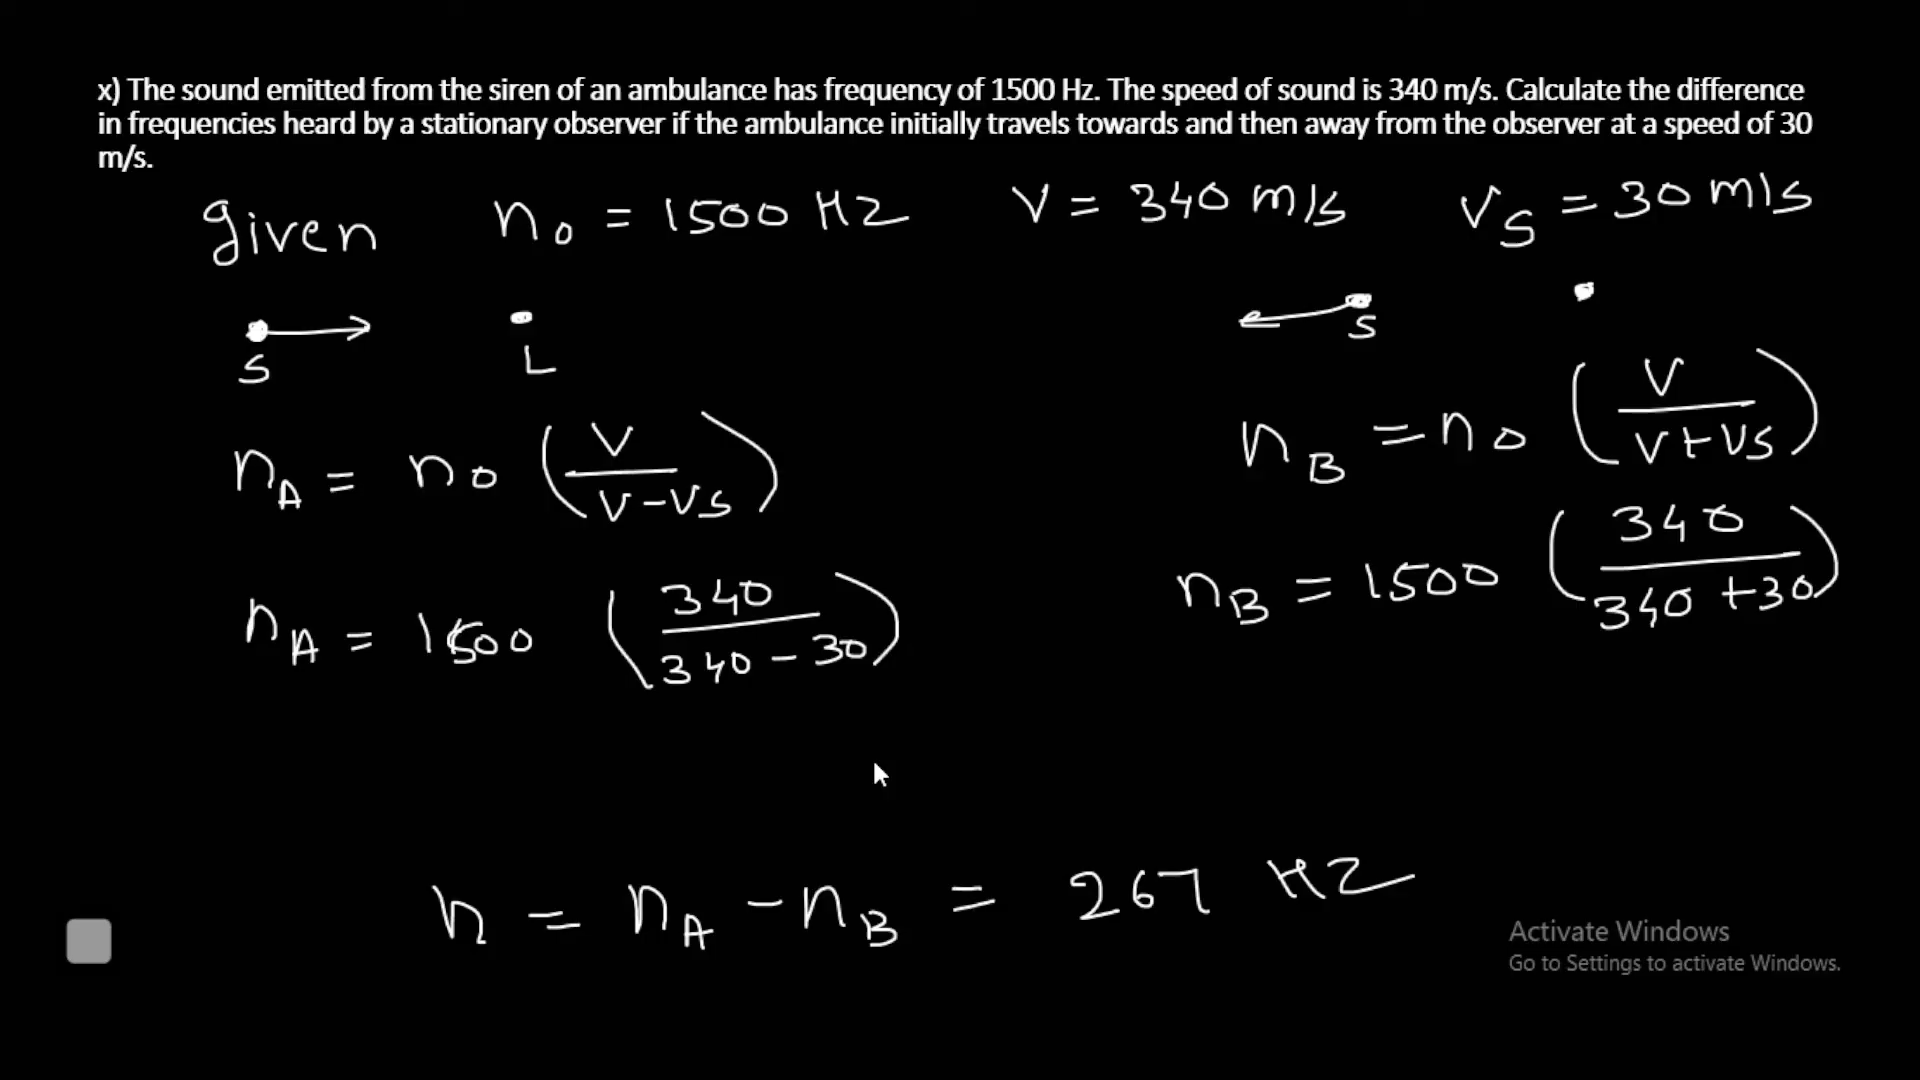 x) The sound emitted from the siren of an ambulance has frequency of 1500 Hz. The speed of sound is 340 m/s. Calculate the difference
in frequencies heard by a stationary observer if the ambulance initially travels towards and then away from the observer at a speed of 30
m/s.
given n₀ = 1500 Hz V = 340 m/s Vs = 30 m/s
S L
S
nA = n₀ (V / V-Vs)
nB = n₀ (V / V+Vs)
nA = 1500 (340 / 340 - 30)
nB = 1500 (340 / 340 + 30)
n = nA - nB = 267 Hz
Activate Windows
Go to Settings to activate Windows.